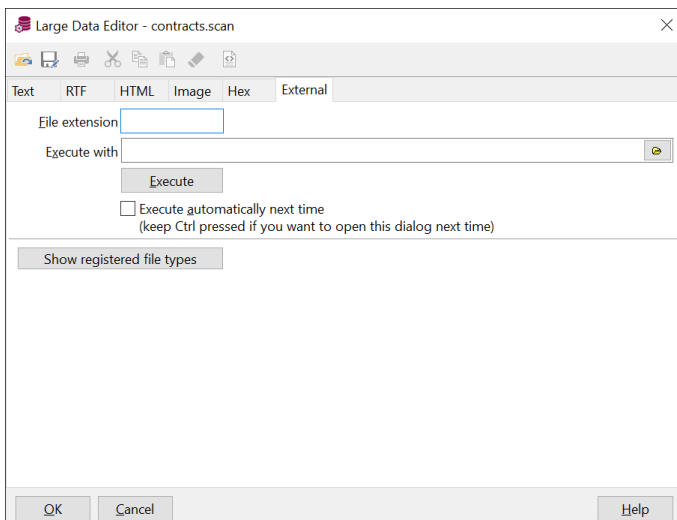 Large Data Editor - contracts.scan
Text RTF HTML Image Hex External
File extension
Execute with
Execute
Execute automatically next time
(keep Ctrl pressed if you want to open this dialog next time)
Show registered file types
OK Cancel Help